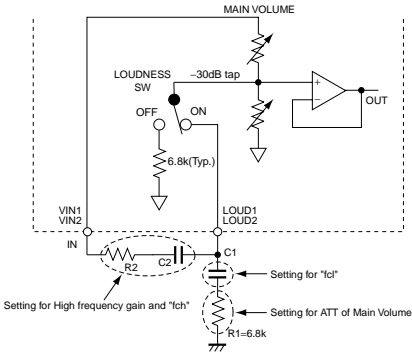 MAIN VOLUME
LOUDNESS
SW
−30dB tap
OFF
ON
+
−
OUT
6.8k(Typ.)
VIN1
VIN2
LOUD1
LOUD2
IN
C1
R2
C2
Setting for "fcl"
Setting for High frequency gain and "fch"
Setting for ATT of Main Volume
R1=6.8k